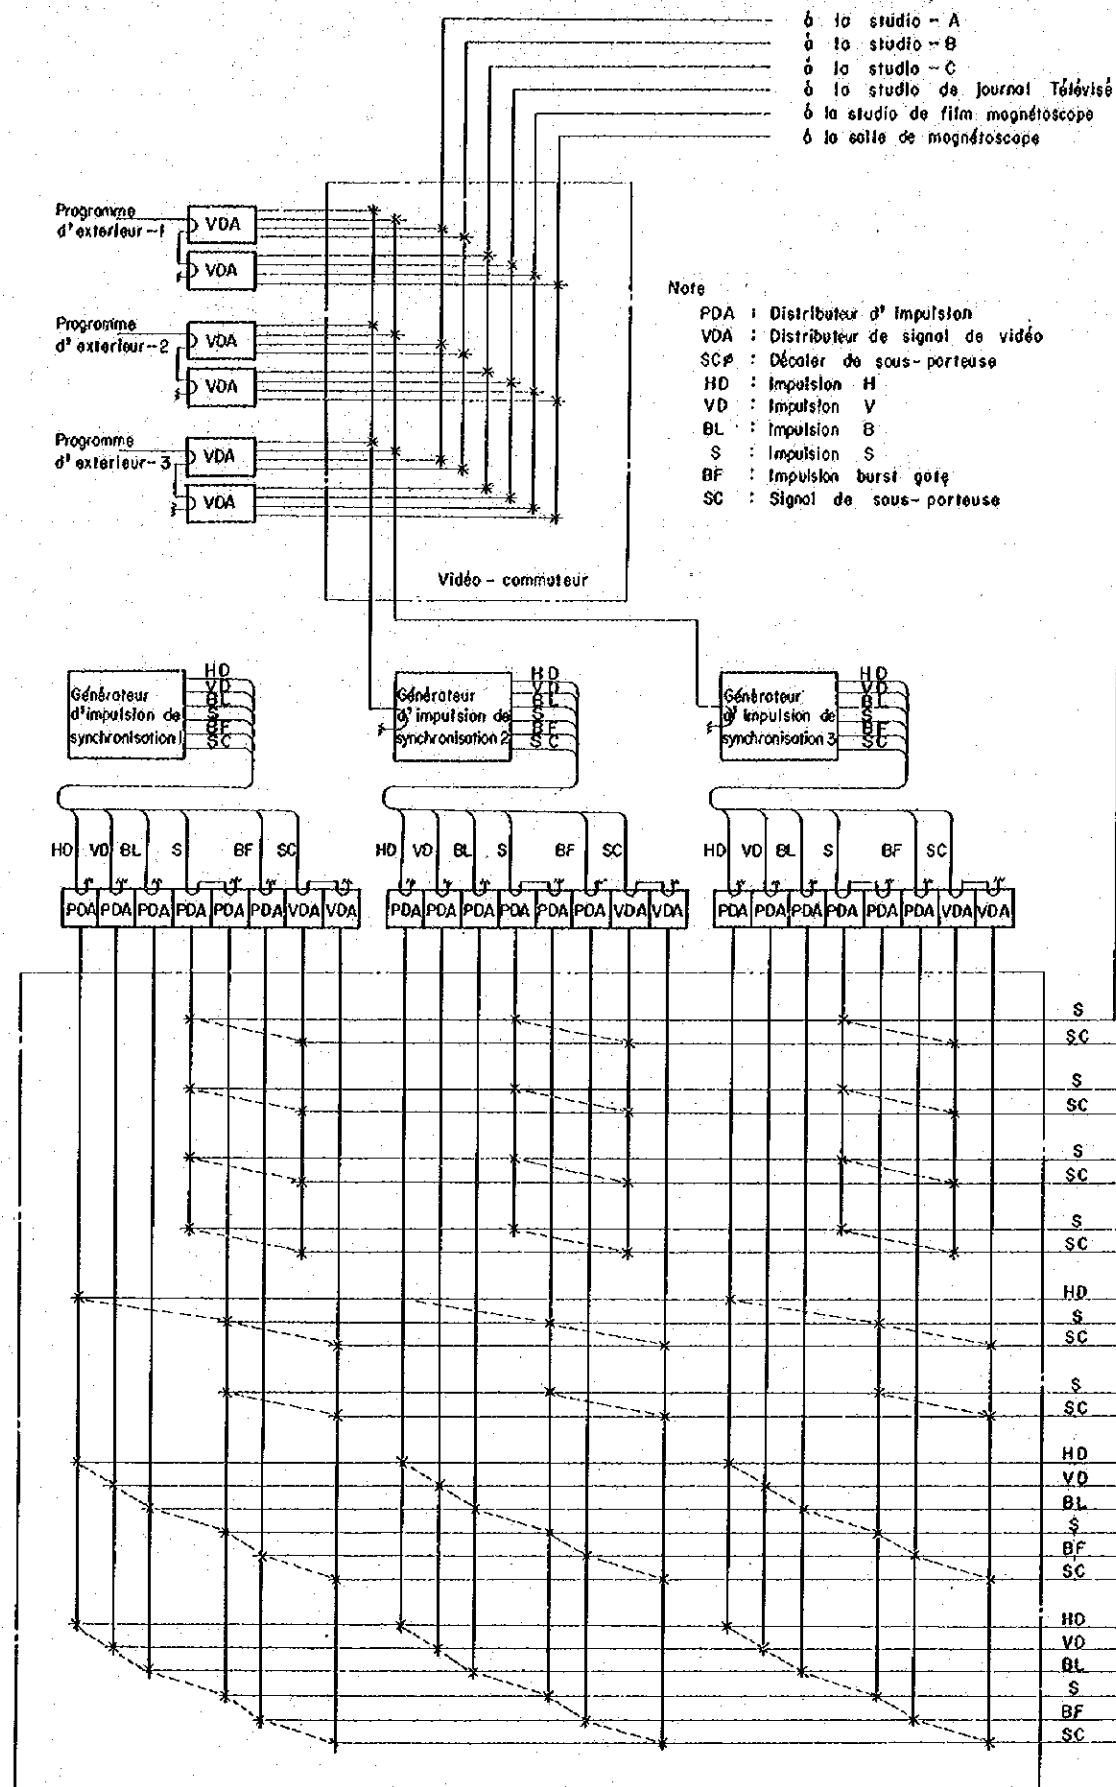 à la studio - A
à la studio - B
à la studio - C
à la studio de journal Télévisé
à la studio de film magnétoscope
à la salle de magnétoscope
Programme
d'exterieur-1
VDA
VDA
Programme
d'exterieur-2
VDA
VDA
Programme
d'exterieur-3
VDA
VDA
Vidéo - commuteur
Note
PDA : Distributeur d' impulsion
VDA : Distributeur de signal de vidéo
SCø : Décaler de sous-porteuse
HD : Impulsion H
VD : Impulsion V
BL : Impulsion B
S : Impulsion S
BF : Impulsion burst gate
SC : Signal de sous-porteuse
Générateur
d'impulsion de
synchronisation 1
HD
VD
BL
S
BF
SC
Générateur
d'impulsion de
synchronisation 2
HD
VD
BL
S
BF
SC
Générateur
d'impulsion de
synchronisation 3
HD
VD
BL
S
BF
SC
HD VD BL S BF SC
HD VD BL S BF SC
HD VD BL S BF SC
PDA PDA PDA PDA PDA PDA VDA VDA
PDA PDA PDA PDA PDA PDA VDA VDA
PDA PDA PDA PDA PDA PDA VDA VDA
S
SC
S
SC
S
SC
S
SC
HD
S
SC
S
SC
HD
VD
BL
S
BF
SC
HD
VD
BL
S
BF
SC